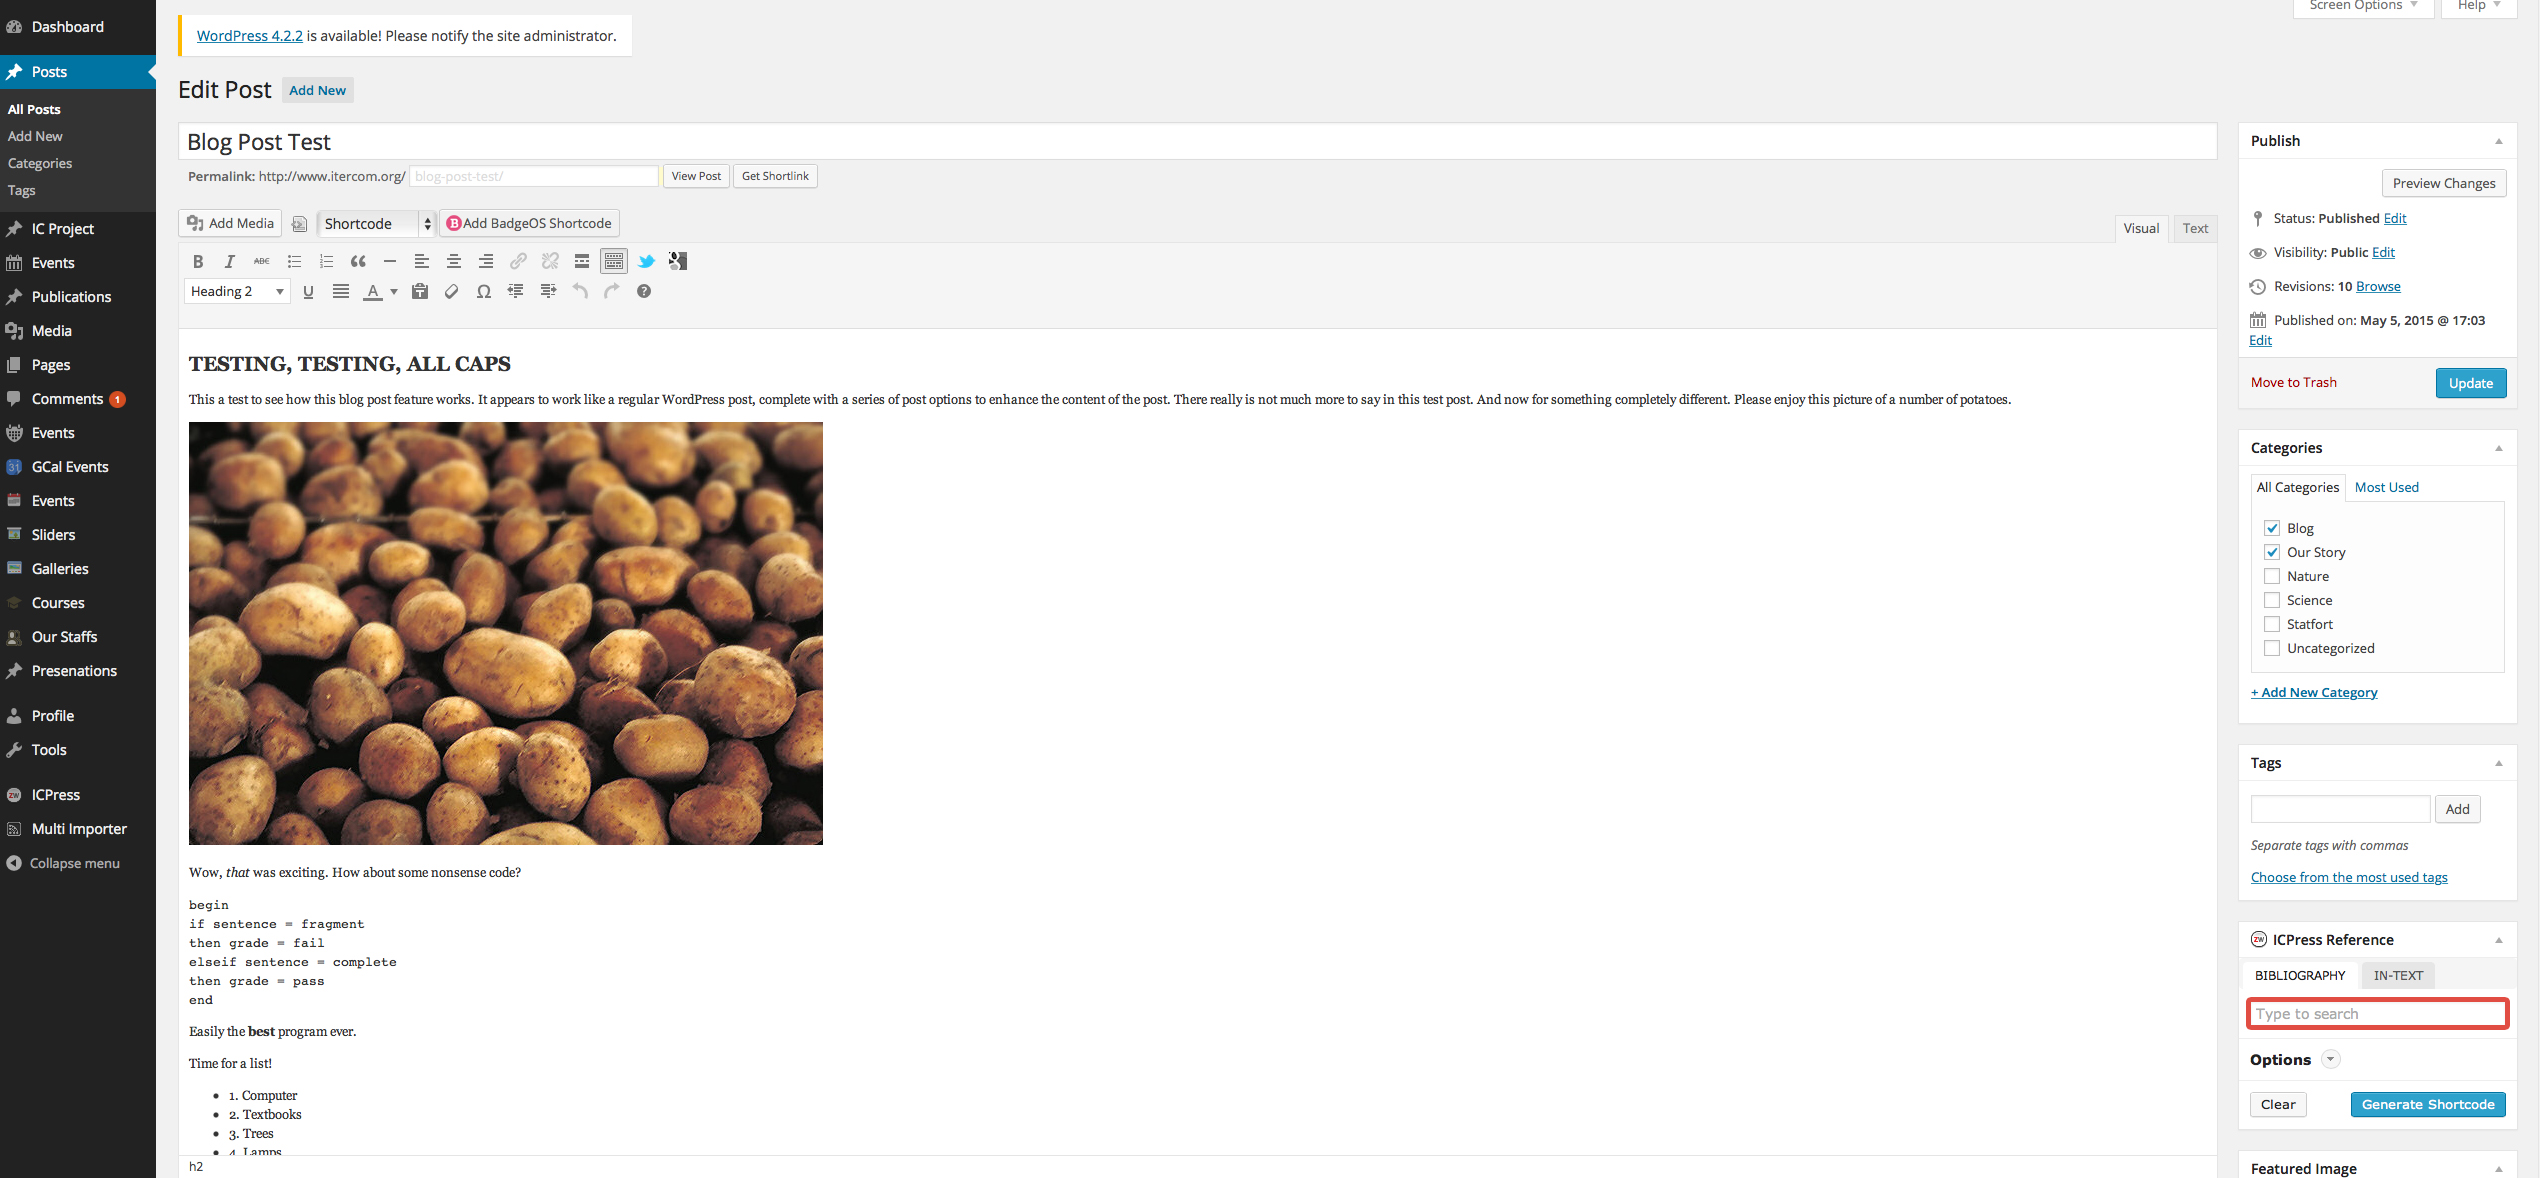 Dashboard
Posts
All Posts
Add New
Categories
Tags
IC Project
Events
Publications
Media
Pages
Comments 1
Events
GCal Events
Events
Sliders
Galleries
Courses
Our Staffs
Presenations
Profile
Tools
ICPress
Multi Importer
Collapse menu
Screen Options
Help
WordPress 4.2.2 is available! Please notify the site administrator.
Edit Post Add New
Blog Post Test
Permalink: http://www.itercom.org/ blog-post-test/ View Post Get Shortlink
Add Media Shortcode Add BadgeOS Shortcode
Visual Text
B I ABC
Heading 2 U A Ω
TESTING, TESTING, ALL CAPS
This a test to see how this blog post feature works. It appears to work like a regular WordPress post, complete with a series of post options to enhance the content of the post. There really is not much more to say in this test post. And now for something completely different. Please enjoy this picture of a number of potatoes.
Wow, that was exciting. How about some nonsense code?
begin
if sentence = fragment
then grade = fail
elseif sentence = complete
then grade = pass
end
Easily the best program ever.
Time for a list!
1. Computer
2. Textbooks
3. Trees
4. Lamps
h2
Publish
Preview Changes
Status: Published Edit
Visibility: Public Edit
Revisions: 10 Browse
Published on: May 5, 2015 @ 17:03
Edit
Move to Trash Update
Categories
All Categories Most Used
Blog
Our Story
Nature
Science
Statfort
Uncategorized
+ Add New Category
Tags
Add
Separate tags with commas
Choose from the most used tags
ZW ICPress Reference
BIBLIOGRAPHY IN-TEXT
Type to search
Options
Clear Generate Shortcode
Featured Image